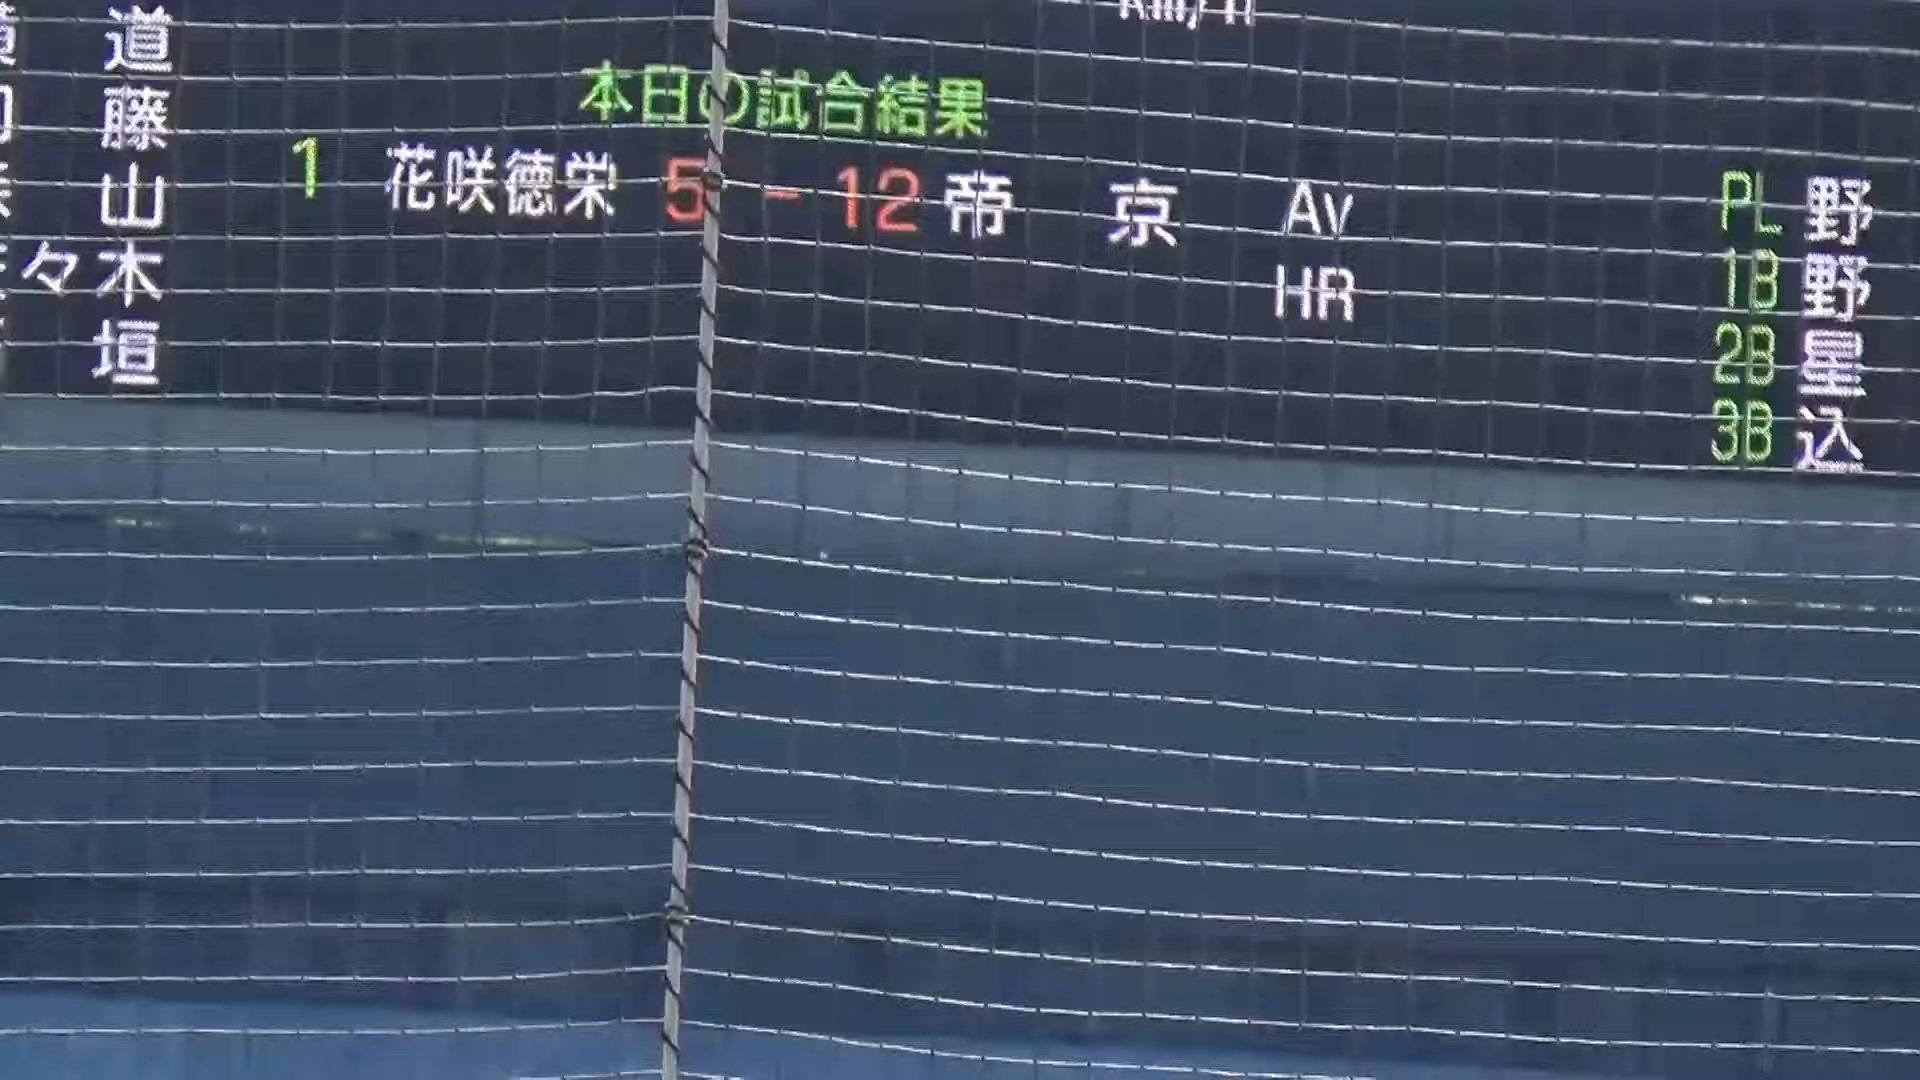 km/h
本日の試合結果
1 花咲徳栄 5 - 12 帝京
Av
HR
道
藤
山
々木
垣
PL 野
1B 野
2B 星
3B 込